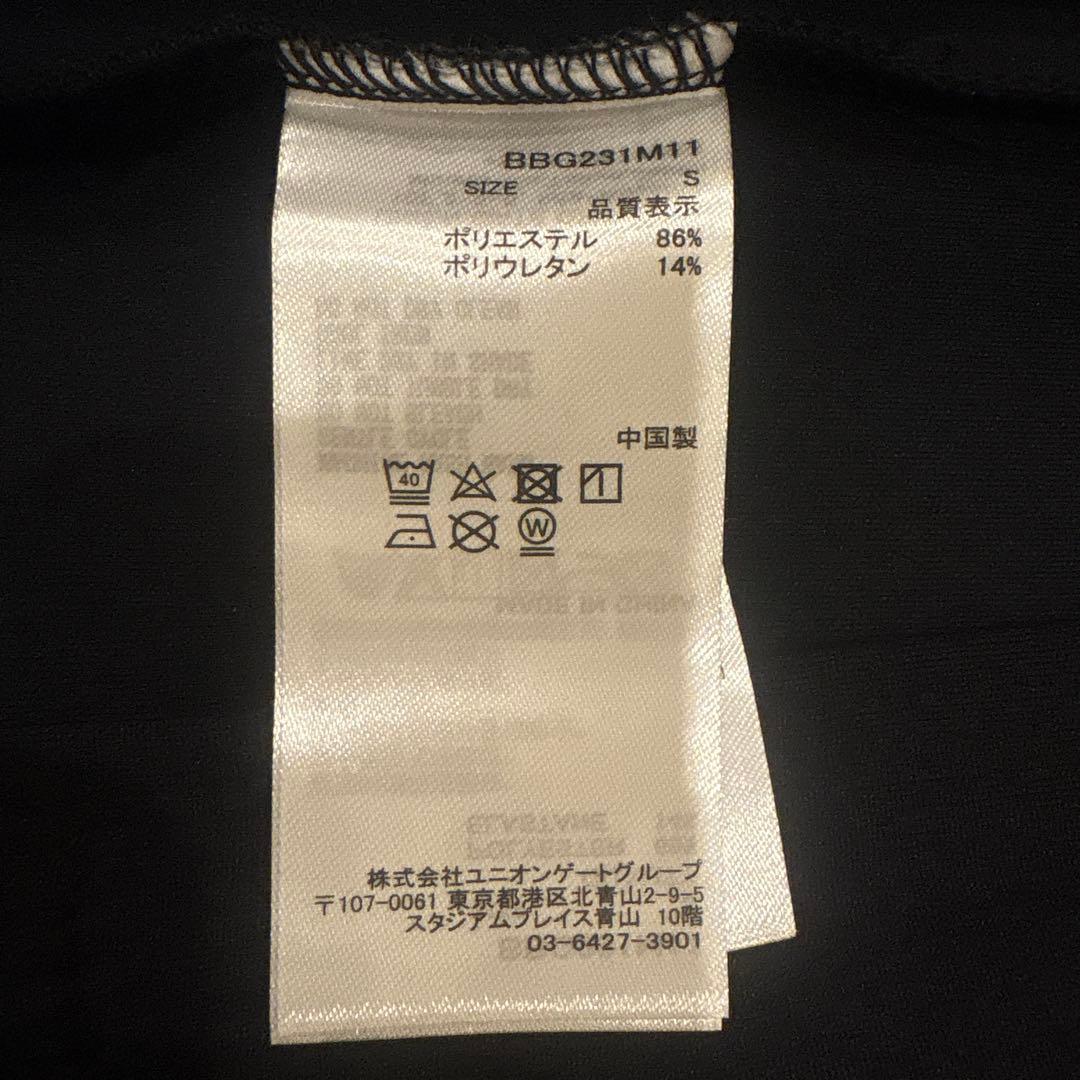 BBG231M11
SIZE S
品質表示
ポリエステル 86%
ポリウレタン 14%
中国製
40
W
株式会社ユニオンゲートグループ
〒107-0061 東京都港区北青山2-9-5
スタジアムプレイス青山 10階
03-6427-3901